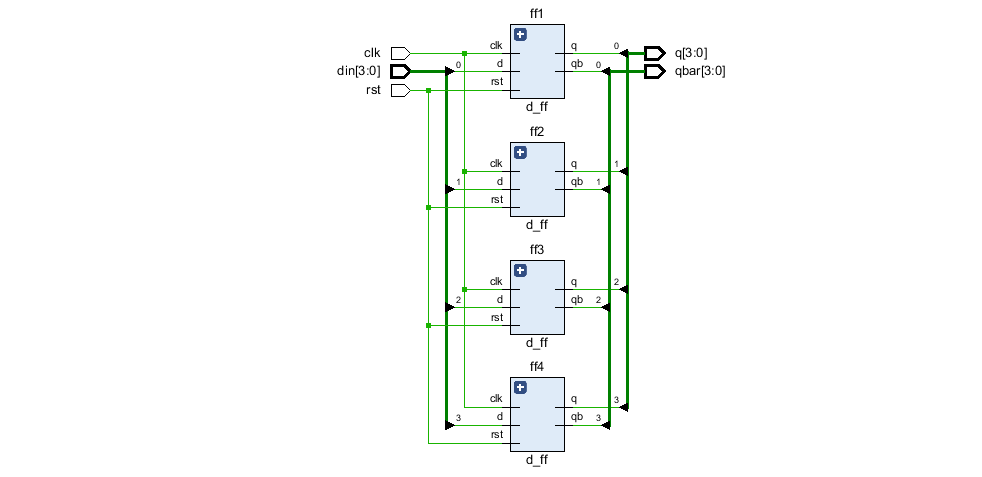 ff1
clk
clk
q
0
q[3:0]
din[3:0]
0
d
qb
0
qbar[3:0]
rst
rst
d_ff
ff2
clk
q
1
1
d
qb
1
rst
d_ff
ff3
clk
q
2
2
d
qb
2
rst
d_ff
ff4
clk
q
3
3
d
qb
3
rst
d_ff